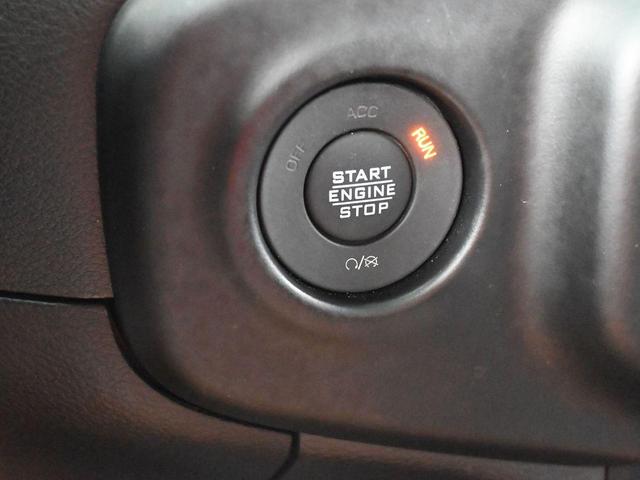 ACC
OFF
RUN
START
ENGINE
STOP